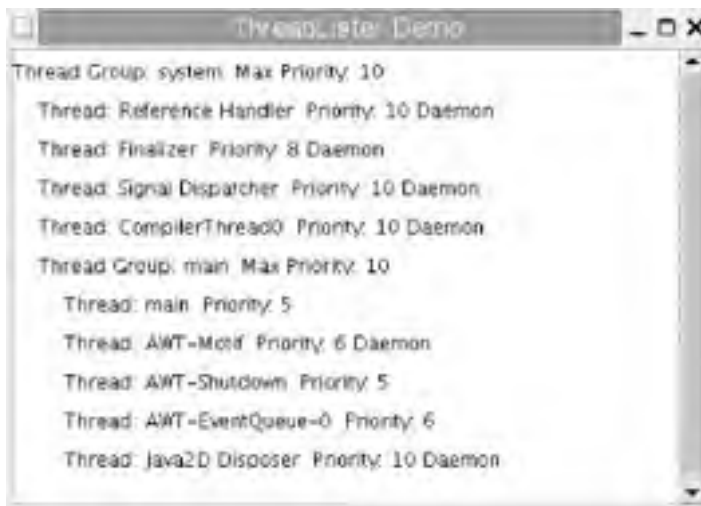 ThreadLister Demo
Thread Group: system Max Priority: 10
Thread: Reference Handler Priority: 10 Daemon
Thread: Finalizer Priority: 8 Daemon
Thread: Signal Dispatcher Priority: 10 Daemon
Thread: CompilerThread0 Priority: 10 Daemon
Thread Group: main Max Priority: 10
Thread: main Priority: 5
Thread: AWT-Motif Priority: 6 Daemon
Thread: AWT-Shutdown Priority: 5
Thread: AWT-EventQueue-0 Priority: 6
Thread: Java2D Disposer Priority: 10 Daemon